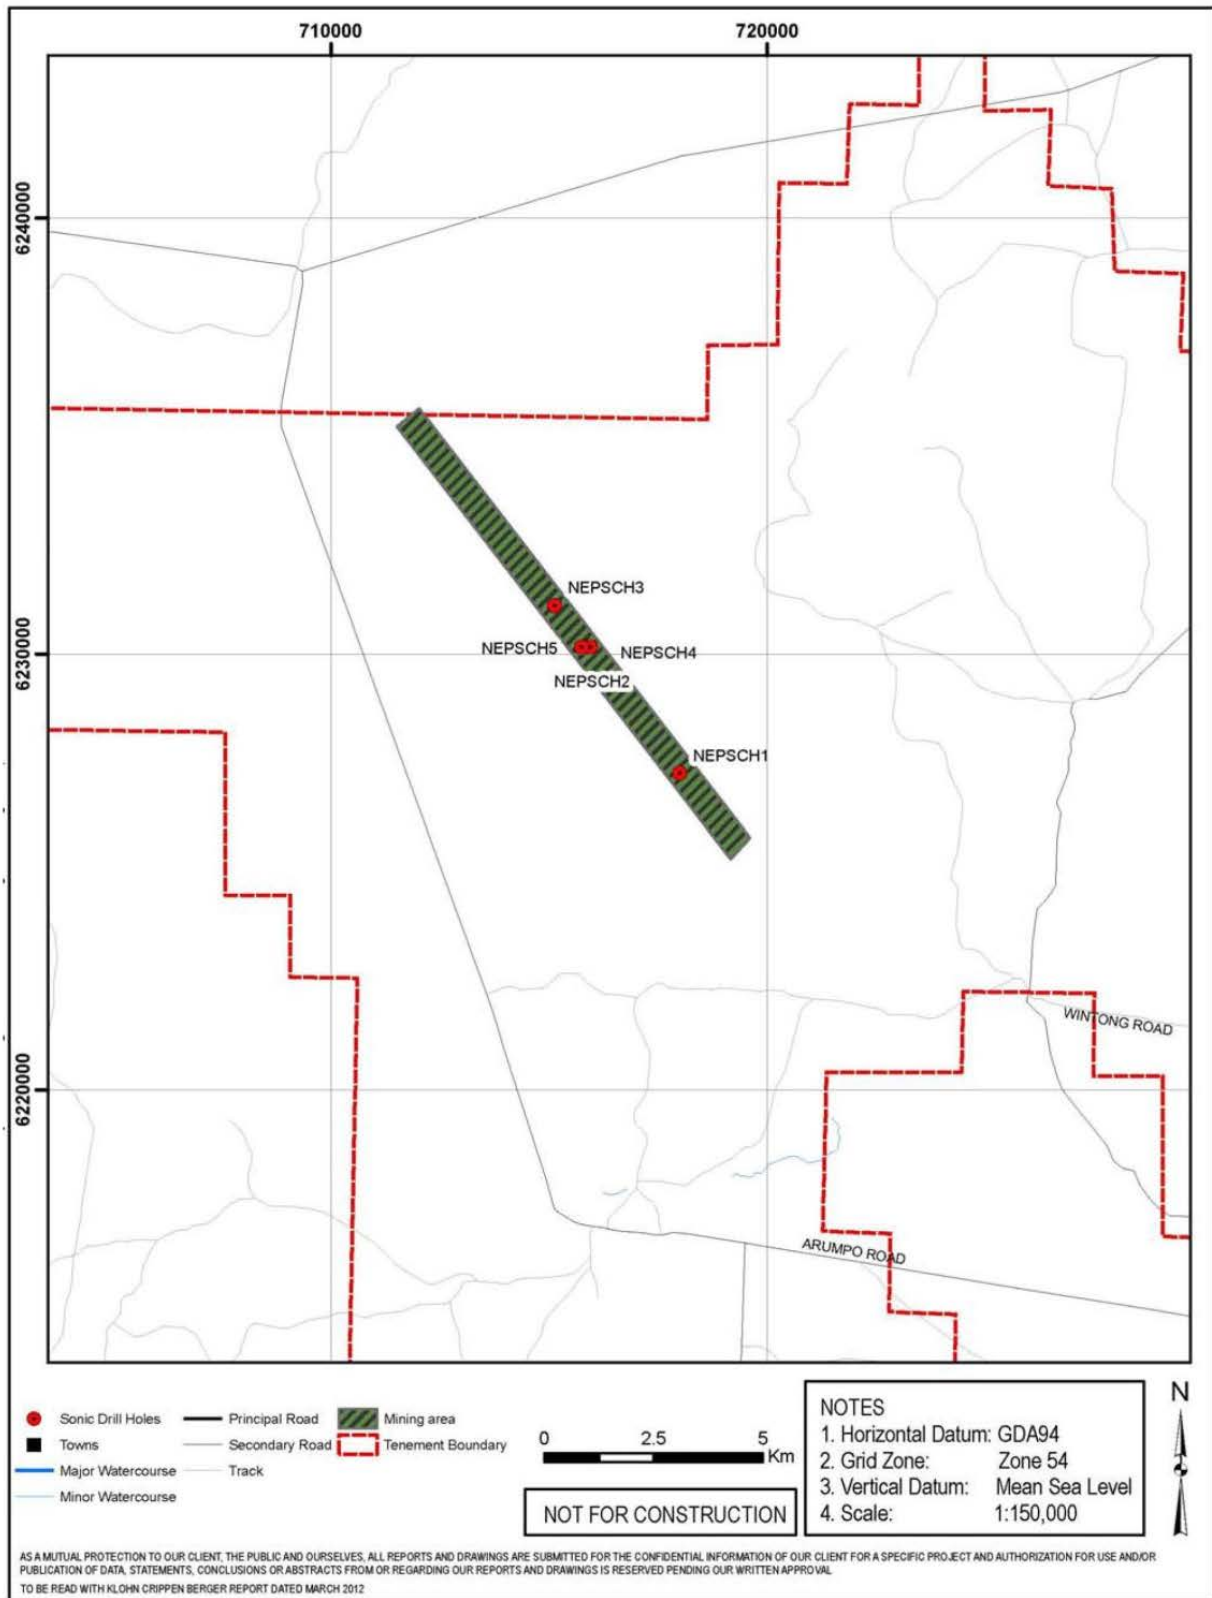 710000
720000
6240000
6230000
6220000
NEPSCH3
NEPSCH5
NEPSCH4
NEPSCH2
NEPSCH1
WINTONG ROAD
ARUMPO ROAD
Sonic Drill Holes
Principal Road
Mining area
Towns
Secondary Road
Tenement Boundary
Major Watercourse
Track
Minor Watercourse
0 2.5 5
Km
NOT FOR CONSTRUCTION
NOTES
1. Horizontal Datum: GDA94
2. Grid Zone: Zone 54
3. Vertical Datum: Mean Sea Level
4. Scale: 1:150,000
N
AS A MUTUAL PROTECTION TO OUR CLIENT, THE PUBLIC AND OURSELVES, ALL REPORTS AND DRAWINGS ARE SUBMITTED FOR THE CONFIDENTIAL INFORMATION OF OUR CLIENT FOR A SPECIFIC PROJECT AND AUTHORIZATION FOR USE AND/OR
PUBLICATION OF DATA, STATEMENTS, CONCLUSIONS OR ABSTRACTS FROM OR REGARDING OUR REPORTS AND DRAWINGS IS RESERVED PENDING OUR WRITTEN APPROVAL
TO BE READ WITH KLOHN CRIPPEN BERGER REPORT DATED MARCH 2012